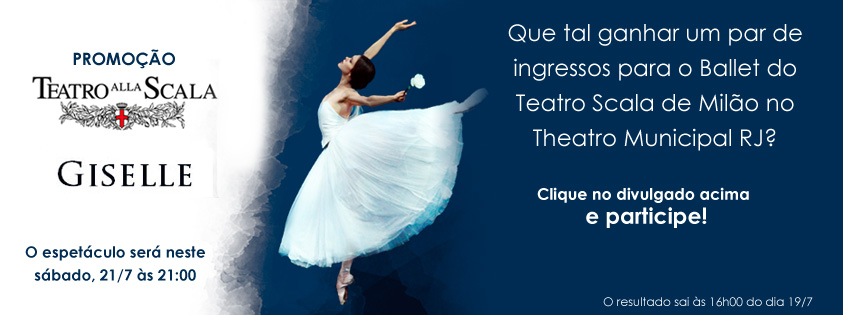 PROMOÇÃO
TEATRO ALLA SCALA
GISELLE
O espetáculo será neste
sábado, 21/7 às 21:00
Que tal ganhar um par de
ingressos para o Ballet do
Teatro Scala de Milão no
Theatro Municipal RJ?
Clique no divulgado acima
e participe!
O resultado sai às 16h00 do dia 19/7